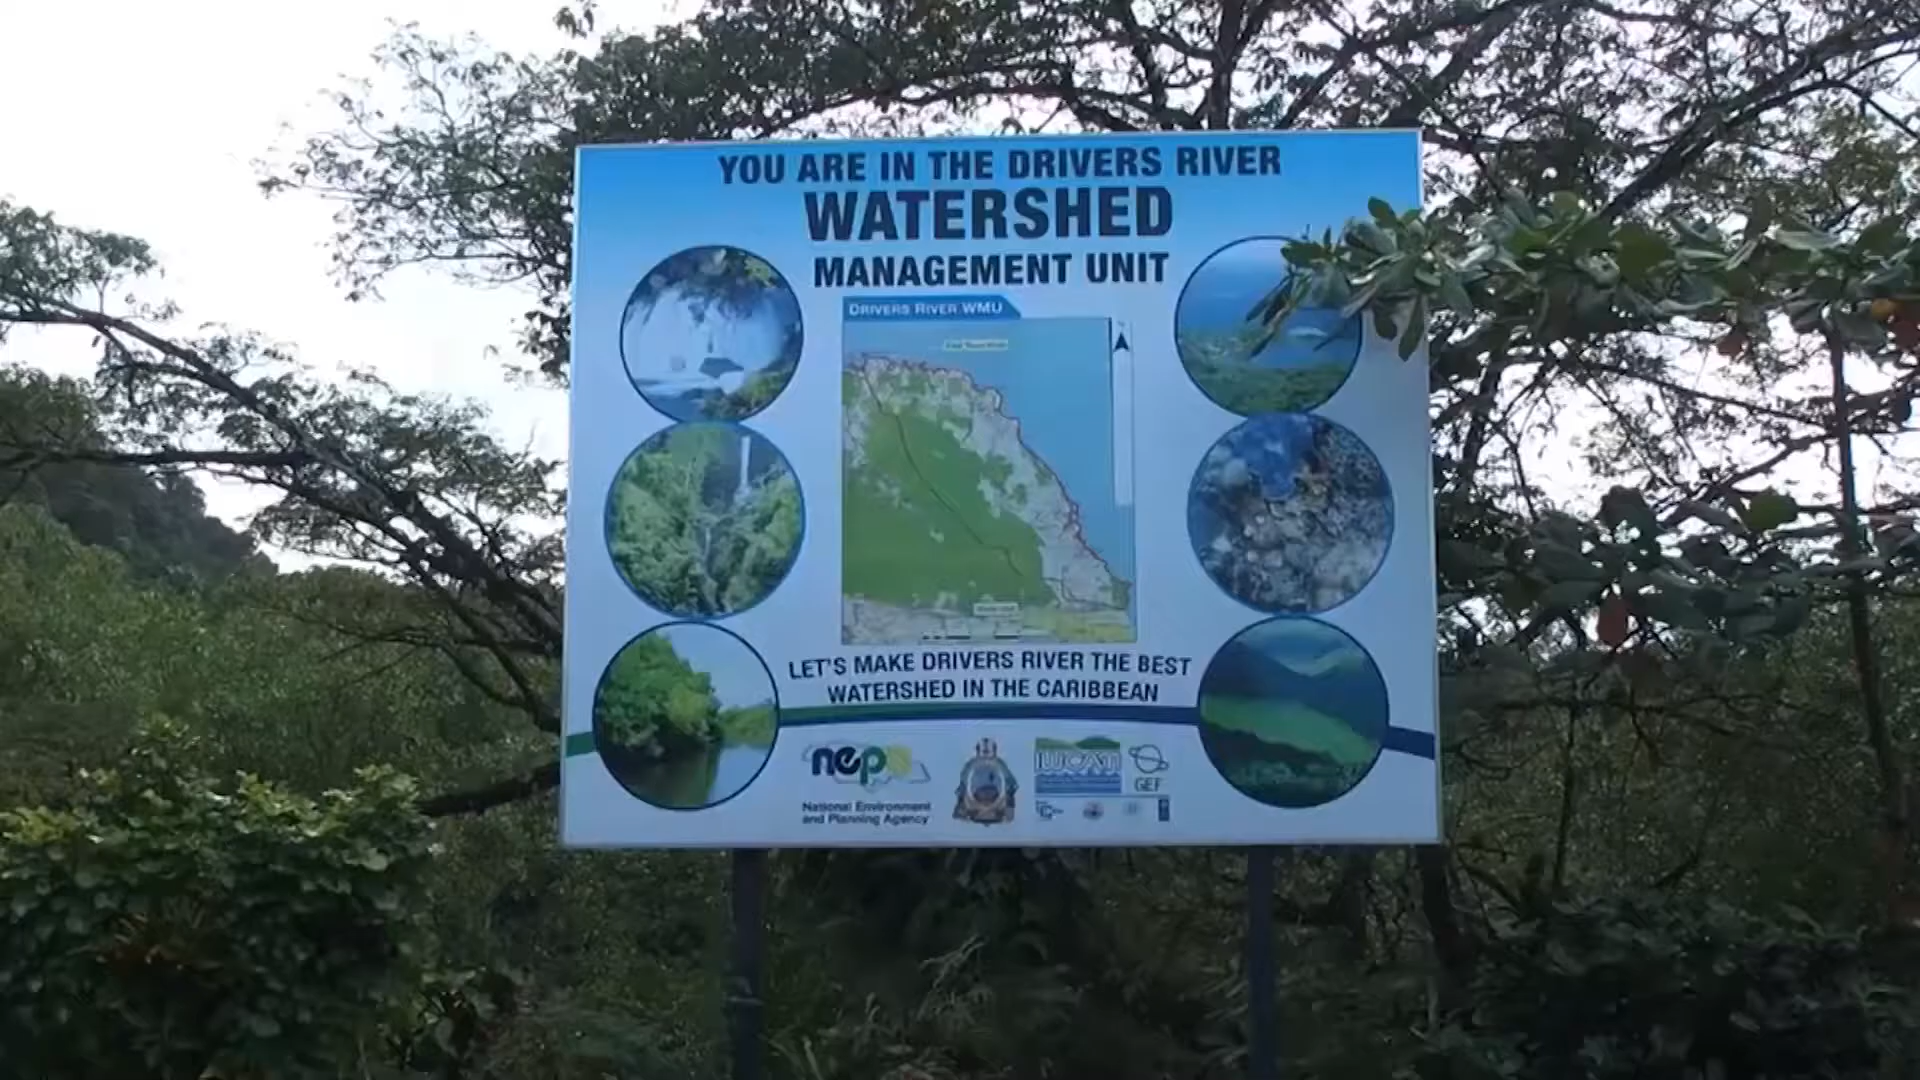 YOU ARE IN THE DRIVERS RIVER
WATERSHED
MANAGEMENT UNIT
DRIVERS RIVER WMU
LET'S MAKE DRIVERS RIVER THE BEST
WATERSHED IN THE CARIBBEAN
nepa
National Environment
and Planning Agency
IWCAM
GEF